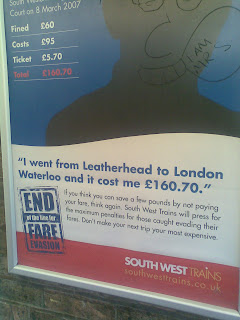 Court on 8 March 2007
Fined £60
Costs £95
Ticket £5.70
Total £160.70
"I went from Leatherhead to London
Waterloo and it cost me £160.70."
END
of the line for
FARE
EVASION
If you think you can save a few pounds by not paying
your fare, think again. South West Trains will press for
the maximum penalties for those caught evading their
fares. Don't make your next trip your most expensive.
SOUTH WEST TRAINS
southwesttrains.co.uk